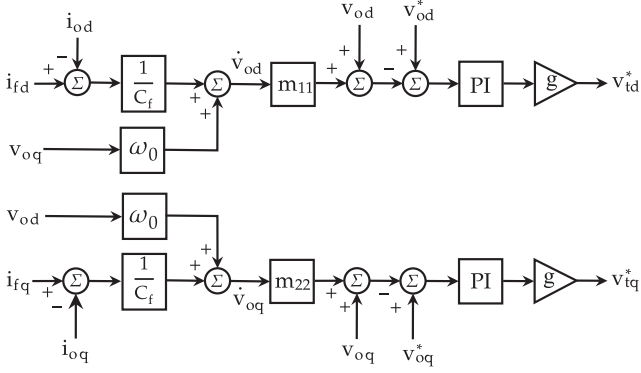 i_od v_od v*_od
− + +
i_fd + Σ 1/C_f + Σ v̇_od m₁₁ + Σ − Σ PI g v*_td
+
v_oq ω₀
v_od ω₀
+
i_fq + Σ 1/C_f + Σ v̇_oq m₂₂ + Σ − Σ PI g v*_tq
− + +
i_oq v_oq v*_oq